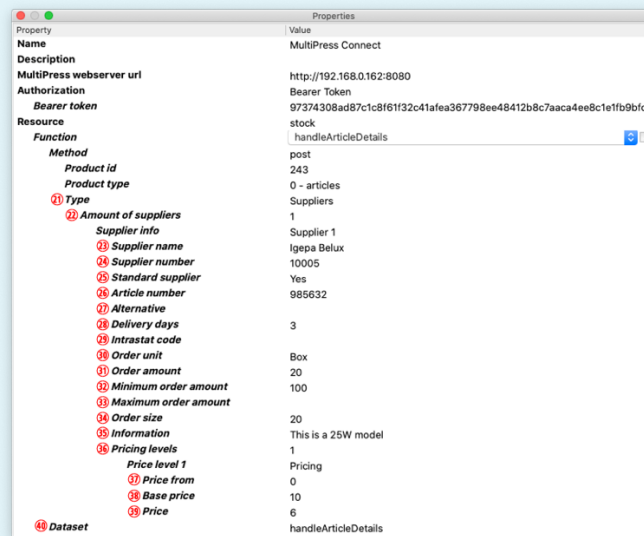 Properties
Property Value
Name MultiPress Connect
Description
MultiPress webserver url http://192.168.0.162:8080
Authorization Bearer Token
Bearer token 97374308ad87c1c8f61f32c41afea367798ee48412b8c7aaca4ee8c1e1fb9bfc
Resource stock
Function handleArticleDetails
Method post
Product id 243
Product type 0 - articles
21 Type Suppliers
22 Amount of suppliers 1
Supplier info Supplier 1
23 Supplier name Igepa Belux
24 Supplier number 10005
25 Standard supplier Yes
26 Article number 985632
27 Alternative
28 Delivery days 3
29 Intrastat code
30 Order unit Box
31 Order amount 20
32 Minimum order amount 100
33 Maximum order amount
34 Order size 20
35 Information This is a 25W model
36 Pricing levels 1
Price level 1 Pricing
37 Price from 0
38 Base price 10
39 Price 6
40 Dataset handleArticleDetails